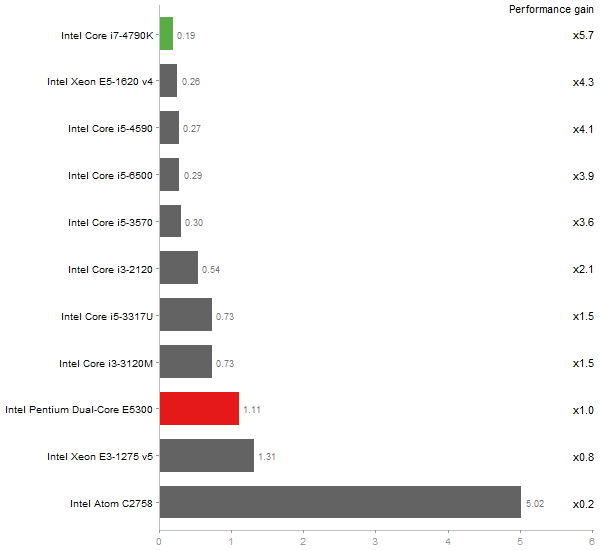 Performance gain
Intel Core i7-4790K 0.19 x5.7
Intel Xeon E5-1620 v4 0.26 x4.3
Intel Core i5-4590 0.27 x4.1
Intel Core i5-6500 0.29 x3.9
Intel Core i5-3570 0.30 x3.6
Intel Core i3-2120 0.54 x2.1
Intel Core i5-3317U 0.73 x1.5
Intel Core i3-3120M 0.73 x1.5
Intel Pentium Dual-Core E5300 1.11 x1.0
Intel Xeon E3-1275 v5 1.31 x0.8
Intel Atom C2758 5.02 x0.2
0 1 2 3 4 5 6